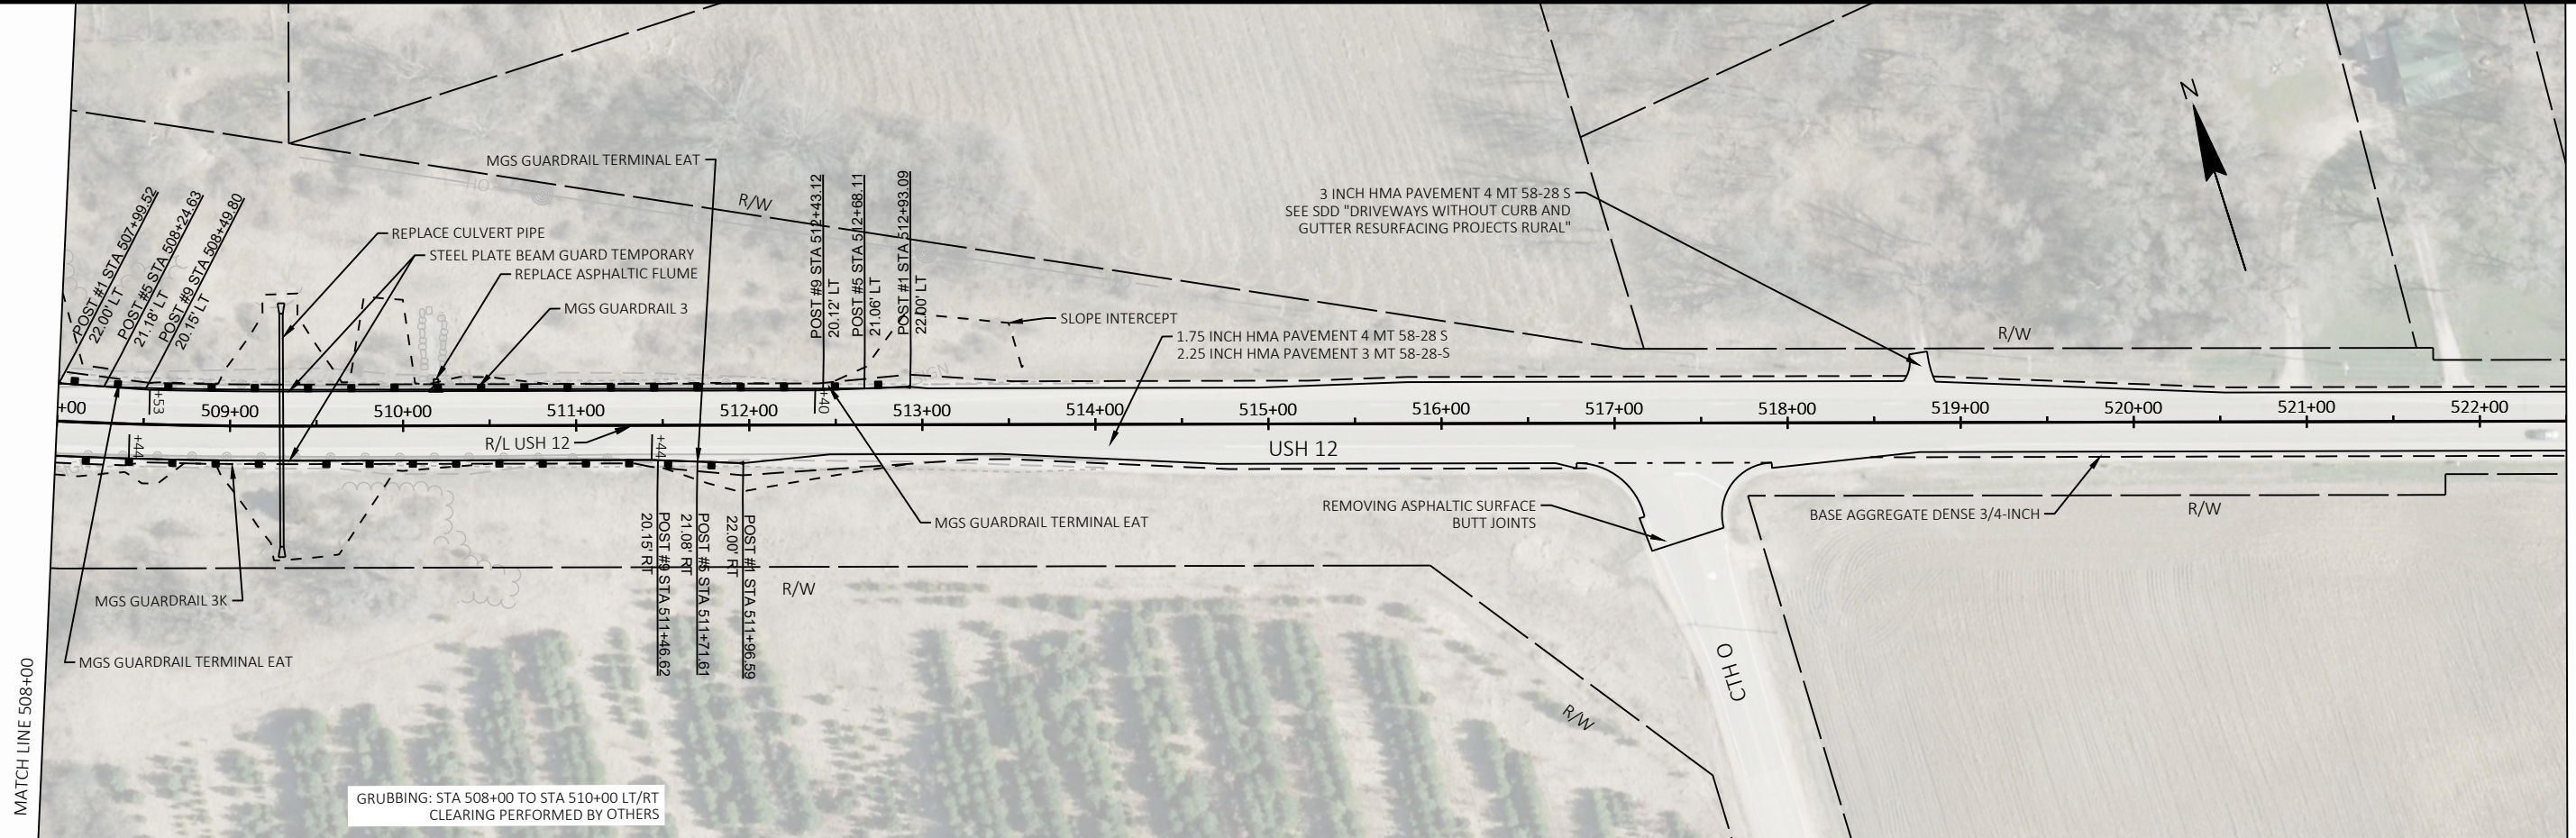 MGS GUARDRAIL TERMINAL EAT
R/W
N
3 INCH HMA PAVEMENT 4 MT 58-28 S
SEE SDD "DRIVEWAYS WITHOUT CURB AND
GUTTER RESURFACING PROJECTS RURAL"
POST #1 STA 507+99.52
22.00' LT
POST #5 STA 508+24.63
21.18' LT
POST #9 STA 508+49.80
20.15' LT
REPLACE CULVERT PIPE
STEEL PLATE BEAM GUARD TEMPORARY
REPLACE ASPHALTIC FLUME
MGS GUARDRAIL 3
POST #9 STA 512+43.12
20.12' LT
POST #5 STA 512+68.11
21.06' LT
POST #1 STA 512+93.09
22.00' LT
SLOPE INTERCEPT
1.75 INCH HMA PAVEMENT 4 MT 58-28 S
2.25 INCH HMA PAVEMENT 3 MT 58-28-S
R/W
+00
+53
509+00
510+00
511+00
512+00
+40
513+00
514+00
515+00
516+00
517+00
518+00
519+00
520+00
521+00
522+00
+44
R/L USH 12
+44
USH 12
REMOVING ASPHALTIC SURFACE
BUTT JOINTS
BASE AGGREGATE DENSE 3/4-INCH
R/W
MGS GUARDRAIL TERMINAL EAT
POST #9 STA 511+46.62
20.15' RT
POST #5 STA 511+71.61
21.08' RT
POST #1 STA 511+96.59
22.00' RT
R/W
MGS GUARDRAIL 3K
MGS GUARDRAIL TERMINAL EAT
CTH O
R/W
MATCH LINE 508+00
GRUBBING: STA 508+00 TO STA 510+00 LT/RT
CLEARING PERFORMED BY OTHERS